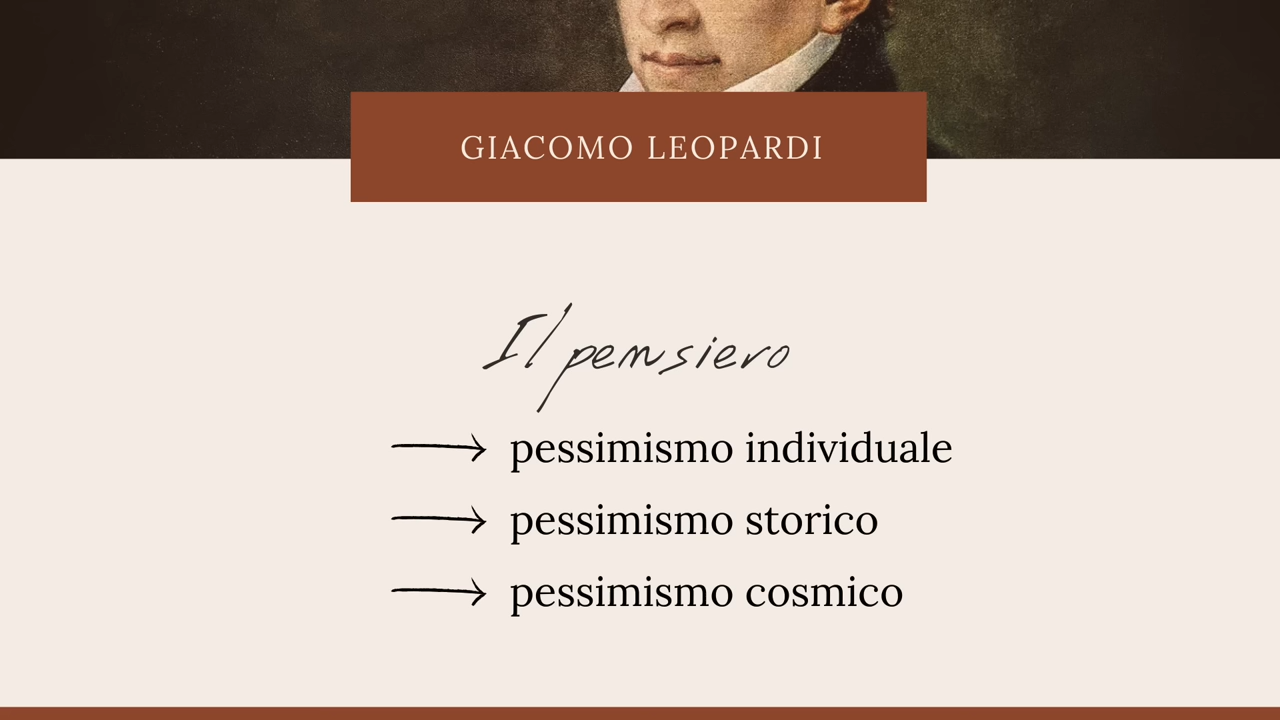 GIACOMO LEOPARDI
Il pensiero
pessimismo individuale
pessimismo storico
pessimismo cosmico